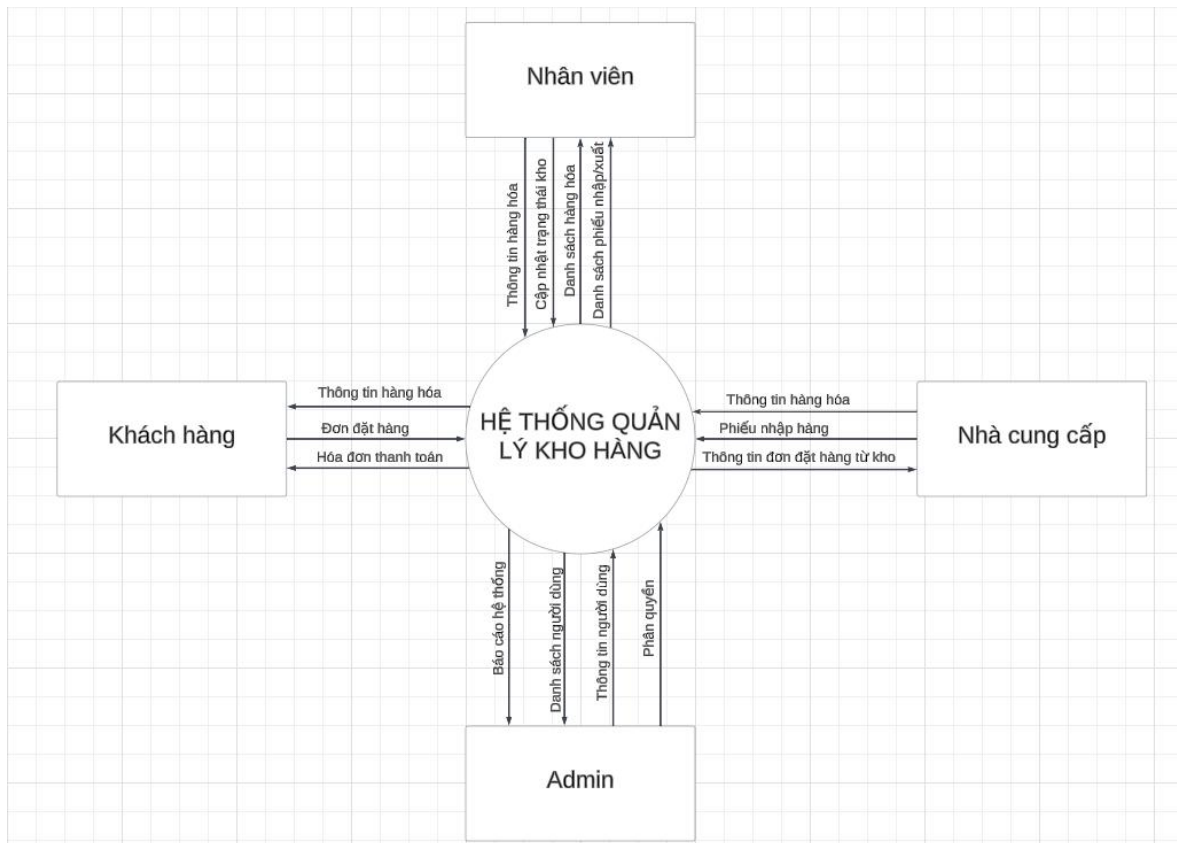 Nhân viên
Thông tin hàng hóa
Cập nhật trạng thái kho
Danh sách hàng hóa
Danh sách phiếu nhập/xuất
Khách hàng
Thông tin hàng hóa
Đơn đặt hàng
Hóa đơn thanh toán
HỆ THỐNG QUẢN
LÝ KHO HÀNG
Thông tin hàng hóa
Phiếu nhập hàng
Thông tin đơn đặt hàng từ kho
Nhà cung cấp
Báo cáo hệ thống
Danh sách người dùng
Thông tin người dùng
Phân quyền
Admin